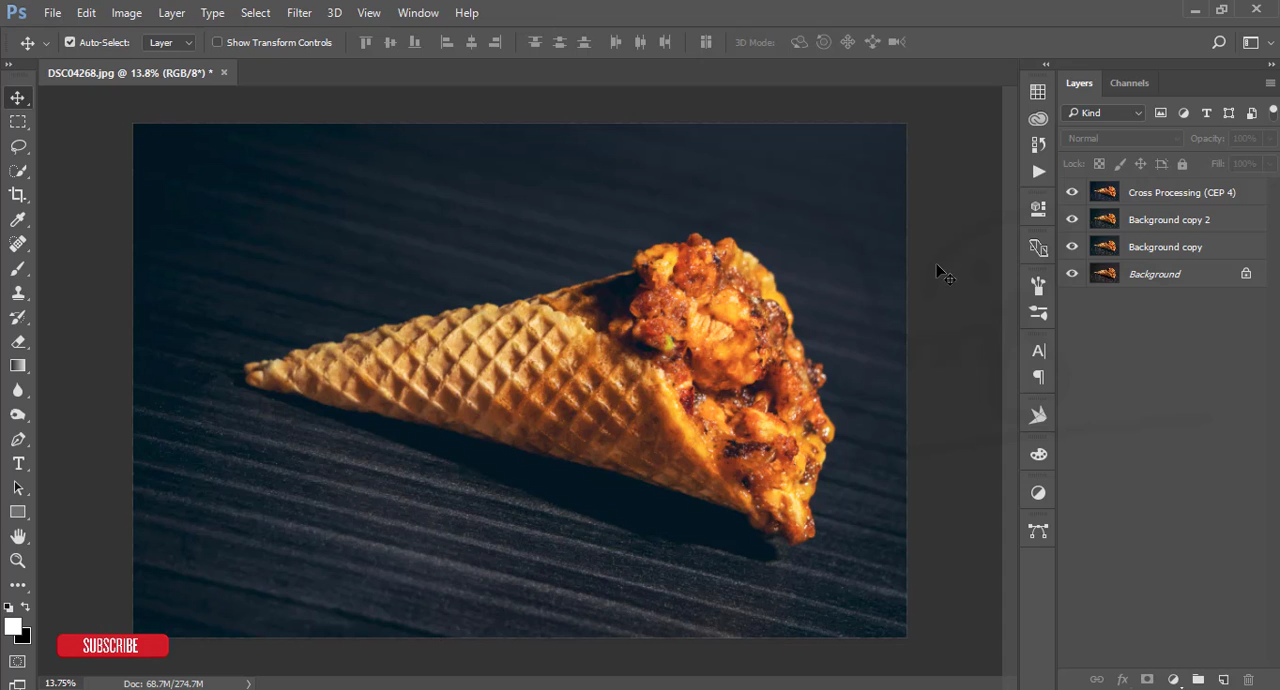 Ps File Edit Image Layer Type Select Filter 3D View Window Help
Auto-Select: Layer Show Transform Controls 3D Mode:
DSC04268.jpg @ 13.8% (RGB/8*) * ×
Layers Channels
Kind
Normal Opacity: 100%
Lock: Fill: 100%
Cross Processing (CEP 4)
Background copy 2
Background copy
Background
SUBSCRIBE
13.75% Doc: 68.7M/274.7M